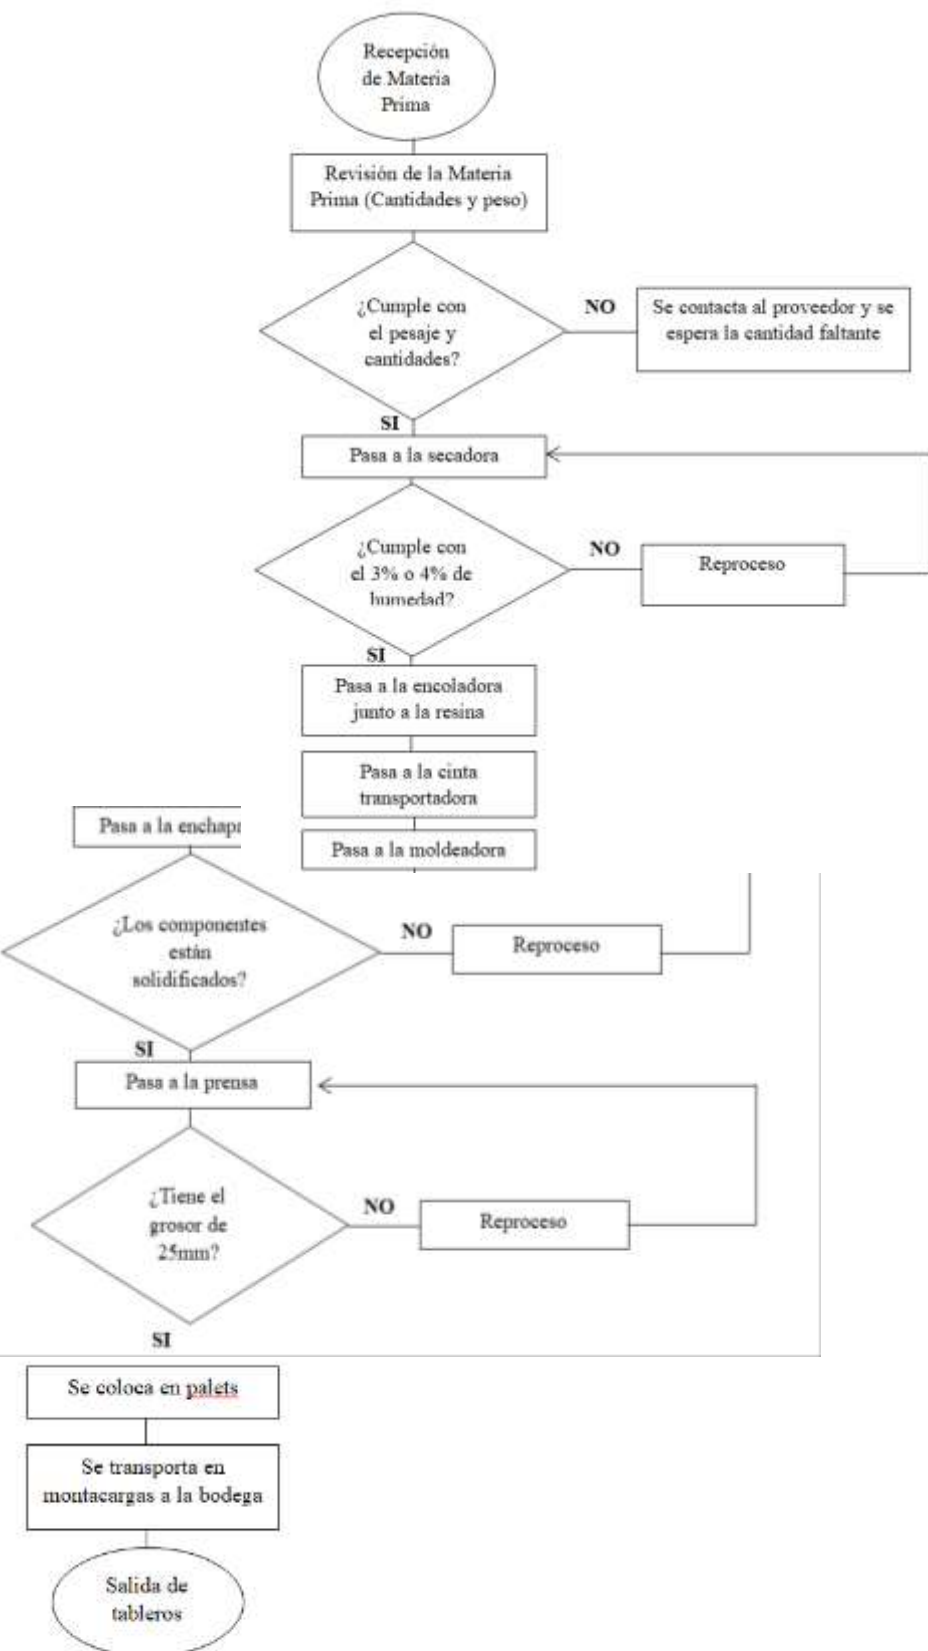 Recepción
de Materia
Prima
Revisión de la Materia
Prima (Cantidades y peso)
¿Cumple con
el pesaje y
cantidades?
NO
Se contacta al proveedor y se
espera la cantidad faltante
SI
Pasa a la secadora
¿Cumple con
el 3% o 4% de
humedad?
NO
Reproceso
SI
Pasa a la encoladora
junto a la resina
Pasa a la cinta
transportadora
Pasa a la moldeadora
Pasa a la
¿Los componentes
están
solidificados?
NO
Reproceso
SI
Pasa a la prensa
¿Tiene el
grosor de
25mm?
NO
Reproceso
SI
Se coloca en palets
Se transporta en
montacargas a la bodega
Salida de
tableros